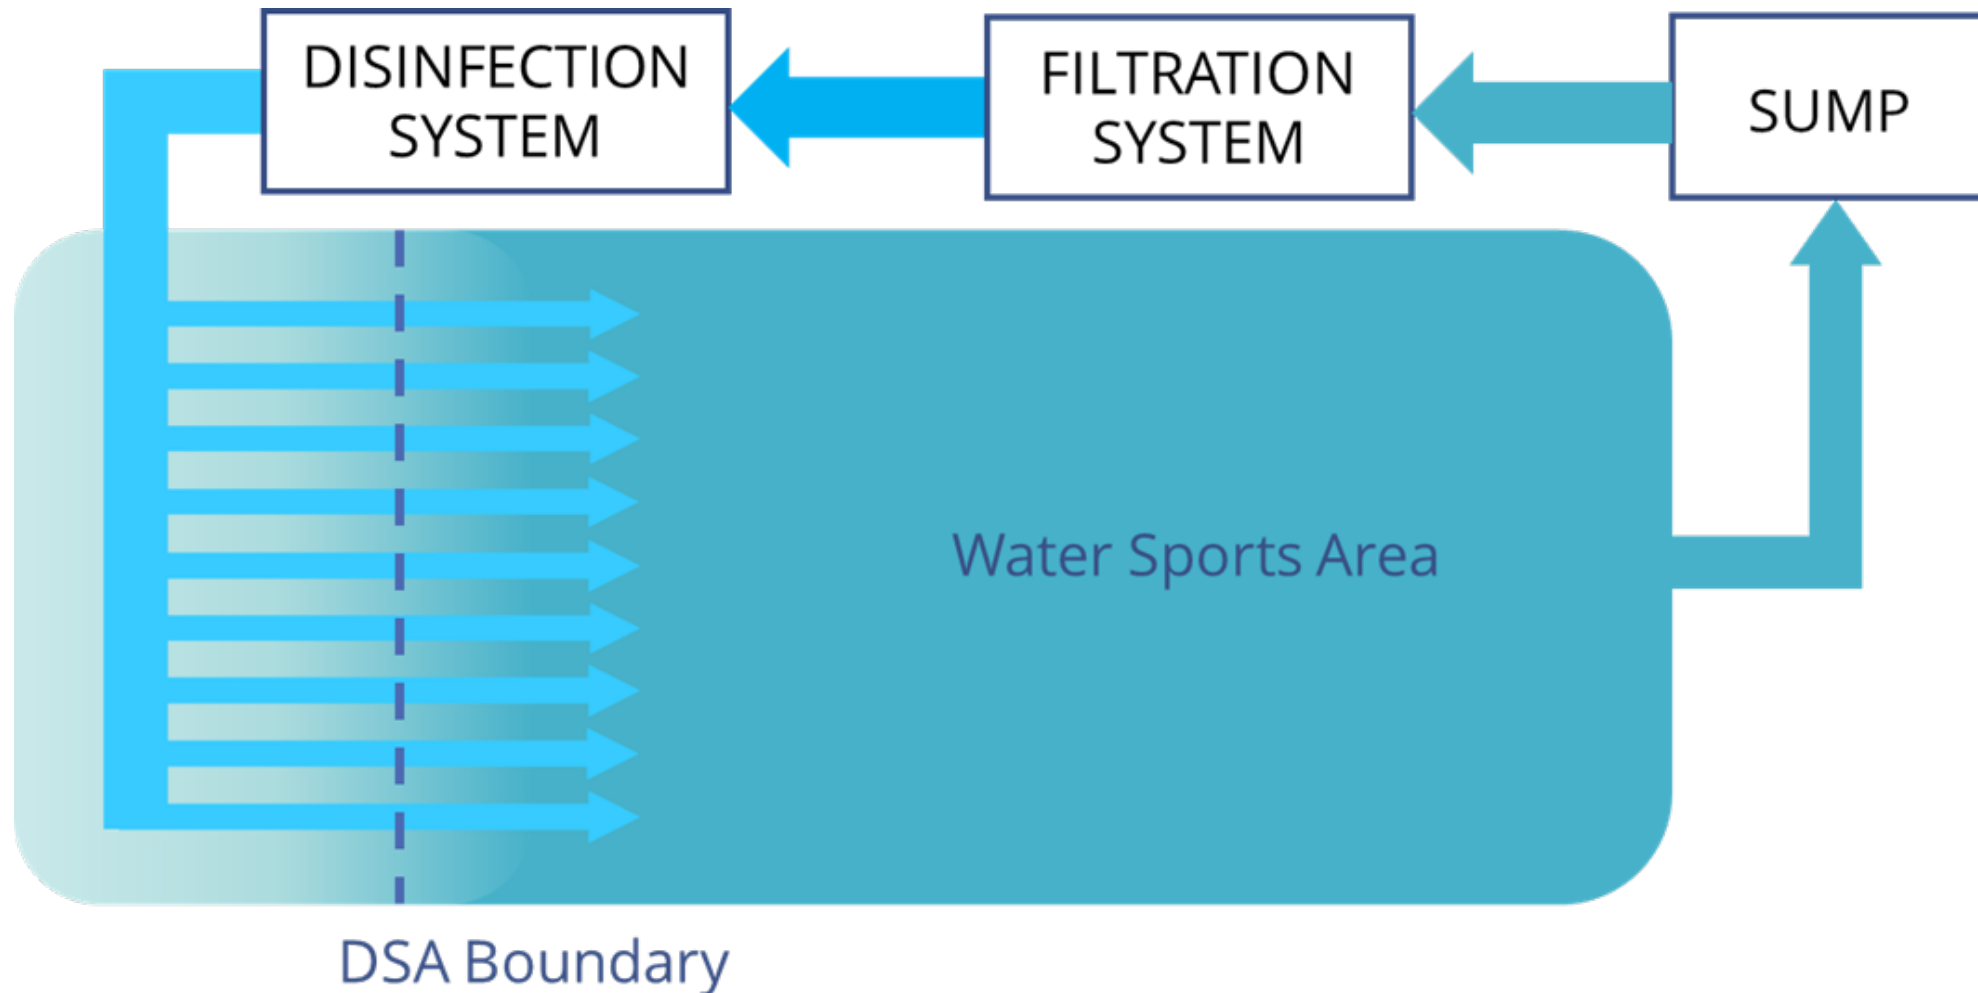 DISINFECTION
SYSTEM
FILTRATION
SYSTEM
SUMP
Water Sports Area
DSA Boundary